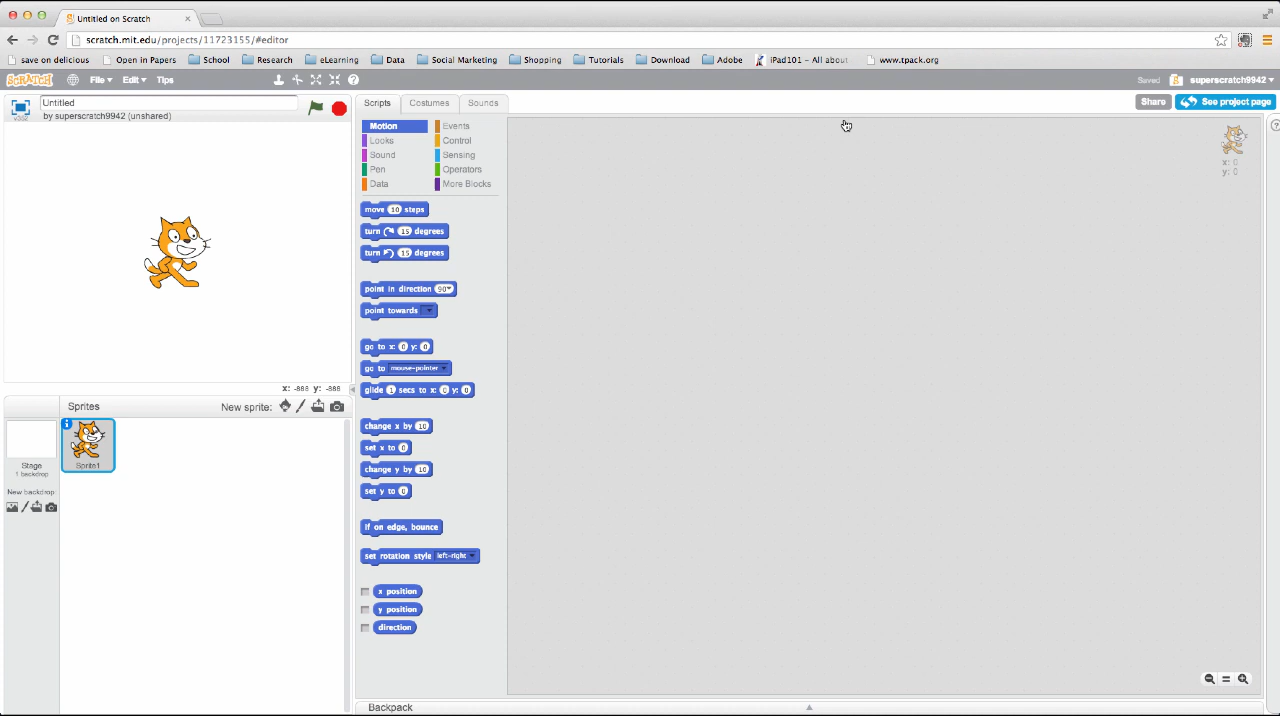 Untitled on Scratch
scratch.mit.edu/projects/11723155/#editor
save on delicious Open in Papers School Research eLearning Data Social Marketing Shopping Adobe Tutorials Download iPad101 - All about www.tpack.org
SCRATCH File Edit Tips Saved superscratch9942
Untitled
by superscratch9942 (unshared)
Scripts Costumes Sounds
Share See project page
Motion Events
Looks Control
Sound Sensing
Pen Operators
Data More Blocks
x: 0
y: 0
move 10 steps
turn 15 degrees
turn 15 degrees
point in direction 90
point towards
go to x: 0 y: 0
go to mouse-pointer
glide 1 secs to x: 0 y: 0
change x by 10
set x to 0
change y by 10
set y to 0
if on edge, bounce
set rotation style left-right
x position
y position
direction
x: -888 y: -888
Sprites New sprite:
Sprite1
Stage
1 backdrop
New backdrop:
Backpack